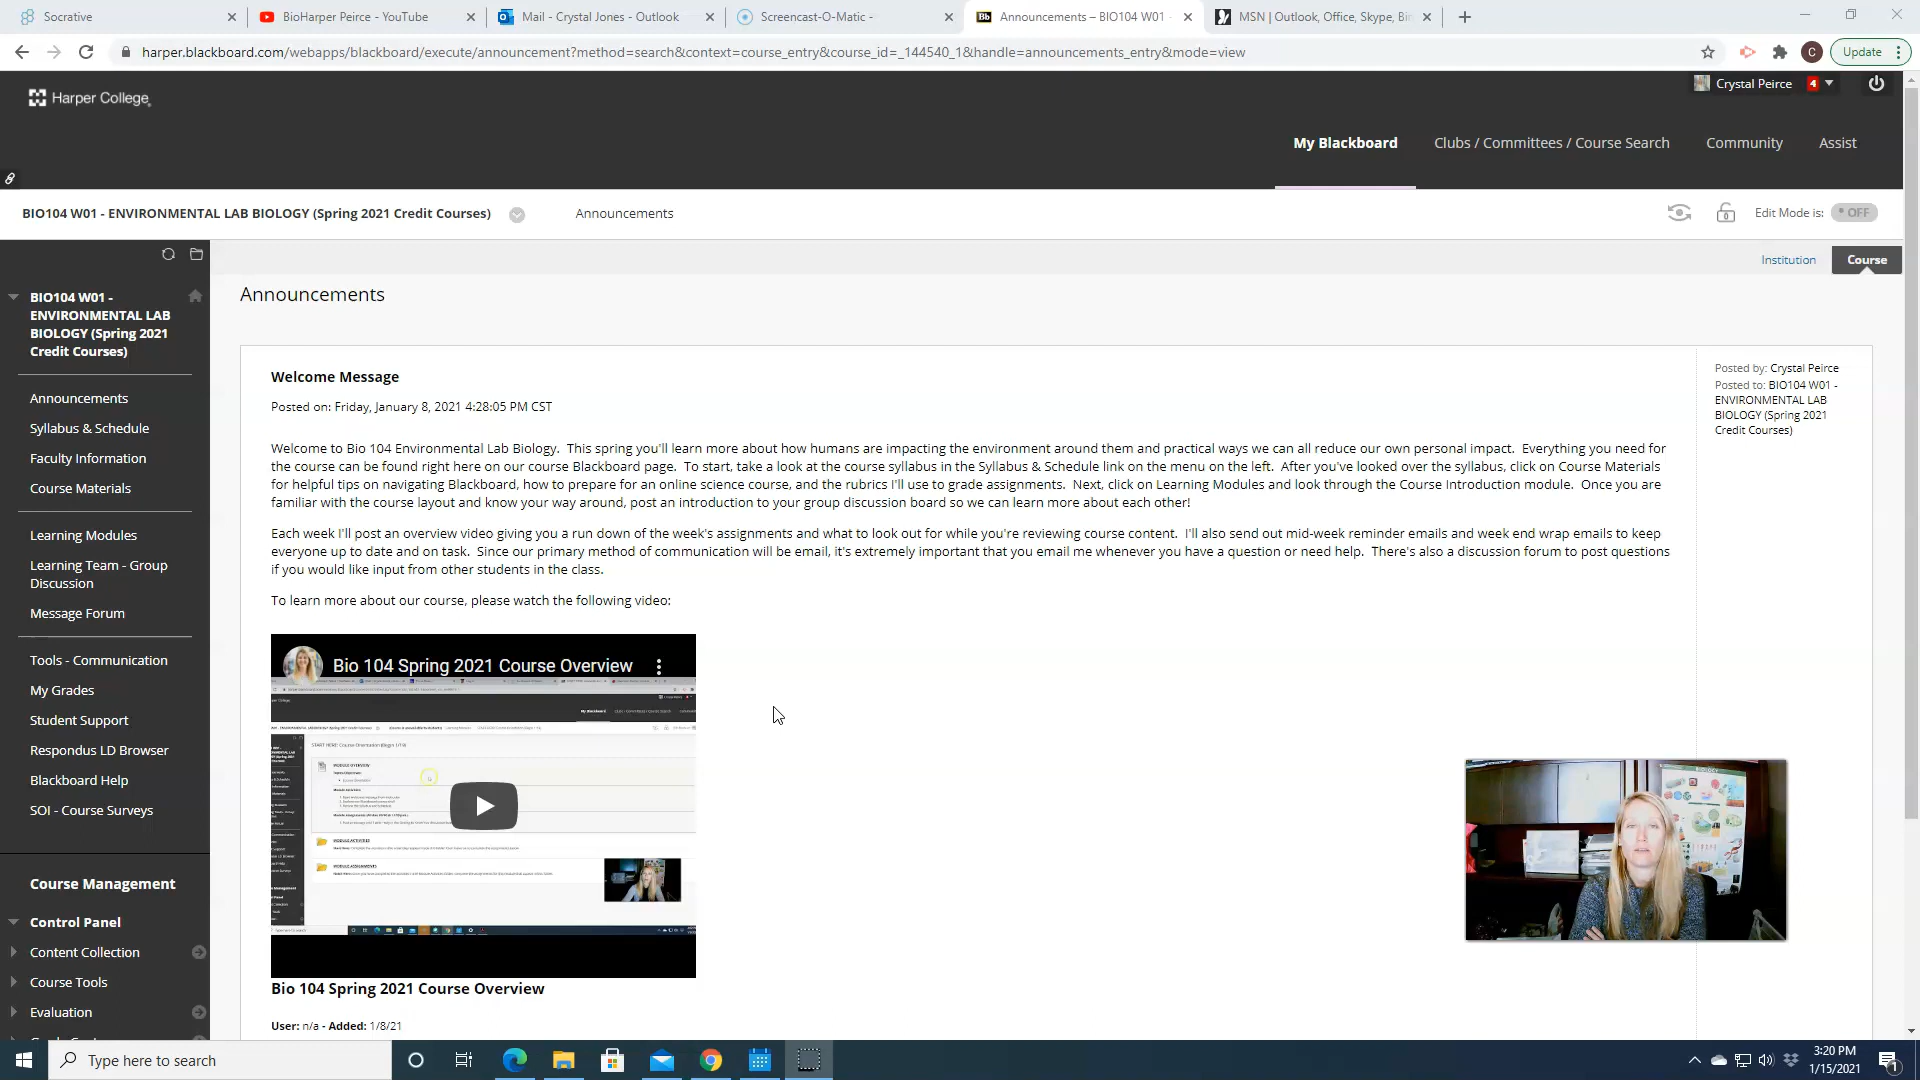 Socrative
BioHarper Peirce - YouTube
Mail - Crystal Jones - Outlook
Screencast-O-Matic -
Announcements – BIO104 W01 -
MSN | Outlook, Office, Skype, Bin
harper.blackboard.com/webapps/blackboard/execute/announcement?method=search&context=course_entry&course_id=_144540_1&handle=announcements_entry&mode=view
C
Update
Harper College
Crystal Peirce
4
My Blackboard
Clubs / Committees / Course Search
Community
Assist
BIO104 W01 - ENVIRONMENTAL LAB BIOLOGY (Spring 2021 Credit Courses)
Announcements
Edit Mode is:
OFF
Institution
Course
BIO104 W01 -
ENVIRONMENTAL LAB
BIOLOGY (Spring 2021
Credit Courses)
Announcements
Syllabus & Schedule
Faculty Information
Course Materials
Learning Modules
Learning Team - Group
Discussion
Message Forum
Tools - Communication
My Grades
Student Support
Respondus LD Browser
Blackboard Help
SOI - Course Surveys
Course Management
Control Panel
Content Collection
Course Tools
Evaluation
Announcements
Welcome Message
Posted on: Friday, January 8, 2021 4:28:05 PM CST
Welcome to Bio 104 Environmental Lab Biology. This spring you'll learn more about how humans are impacting the environment around them and practical ways we can all reduce our own personal impact. Everything you need for
the course can be found right here on our course Blackboard page. To start, take a look at the course syllabus in the Syllabus & Schedule link on the menu on the left. After you've looked over the syllabus, click on Course Materials
for helpful tips on navigating Blackboard, how to prepare for an online science course, and the rubrics I'll use to grade assignments. Next, click on Learning Modules and look through the Course Introduction module. Once you are
familiar with the course layout and know your way around, post an introduction to your group discussion board so we can learn more about each other!
Each week I'll post an overview video giving you a run down of the week's assignments and what to look out for while you're reviewing course content. I'll also send out mid-week reminder emails and week end wrap emails to keep
everyone up to date and on task. Since our primary method of communication will be email, it's extremely important that you email me whenever you have a question or need help. There's also a discussion forum to post questions
if you would like input from other students in the class.
To learn more about our course, please watch the following video:
Bio 104 Spring 2021 Course Overview
START HERE: Course Orientation (Begin 1/19)
MODULE OVERVIEW
MODULE ACTIVITIES
MODULE ASSIGNMENTS
Bio 104 Spring 2021 Course Overview
User: n/a - Added: 1/8/21
Posted by: Crystal Peirce
Posted to: BIO104 W01 -
ENVIRONMENTAL LAB
BIOLOGY (Spring 2021
Credit Courses)
Type here to search
3:20 PM
1/15/2021
1